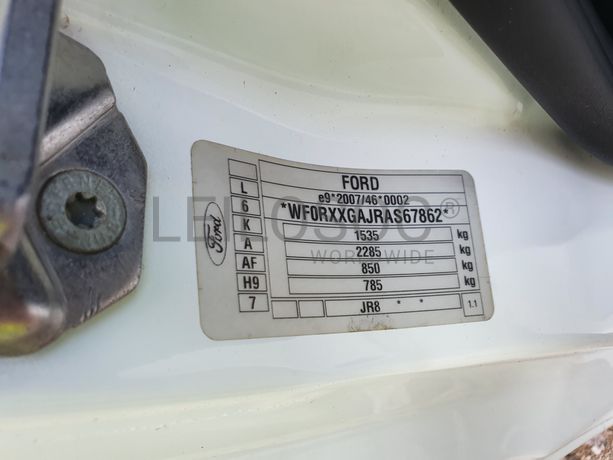 FORD
e9*2007/46*0002
*WF0RXXGAJRAS67862*
1535 kg
2285 kg
850 kg
785 kg
JR8 * * 1.1
L
6
K
A
AF
H9
7
Ford
WORLDWIDE